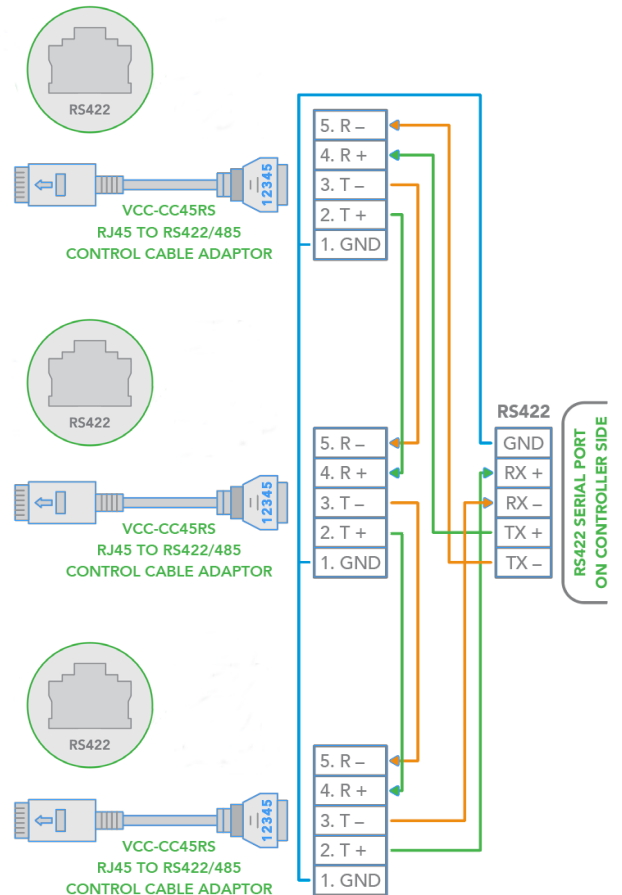 RS422
12345
VCC-CC45RS
RJ45 TO RS422/485
CONTROL CABLE ADAPTOR
5. R –
4. R +
3. T –
2. T +
1. GND
RS422
12345
VCC-CC45RS
RJ45 TO RS422/485
CONTROL CABLE ADAPTOR
5. R –
4. R +
3. T –
2. T +
1. GND
RS422
GND
RX +
RX –
TX +
TX –
RS422 SERIAL PORT
ON CONTROLLER SIDE
RS422
12345
VCC-CC45RS
RJ45 TO RS422/485
CONTROL CABLE ADAPTOR
5. R –
4. R +
3. T –
2. T +
1. GND